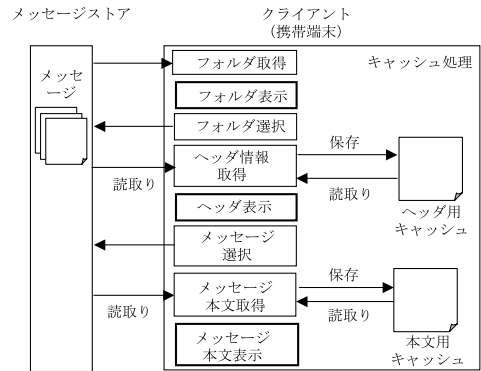 メッセージストア
クライアント
（携帯端末）
メッセ
ージ
キャッシュ処理
フォルダ取得
フォルダ表示
フォルダ選択
ヘッダ情報
取得
保存
読取り
読取り
ヘッダ用
キャッシュ
ヘッダ表示
メッセージ
選択
メッセージ
本文取得
保存
読取り
読取り
本文用
キャッシュ
メッセージ
本文表示